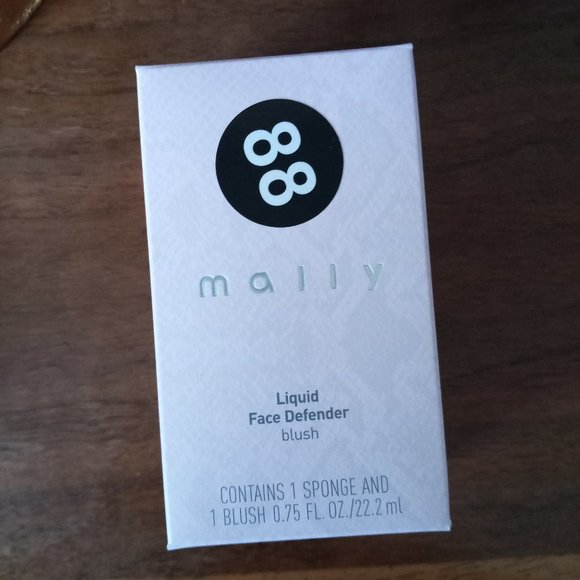 88
mally
Liquid
Face Defender
blush
CONTAINS 1 SPONGE AND
1 BLUSH 0.75 FL. OZ./22.2 ml